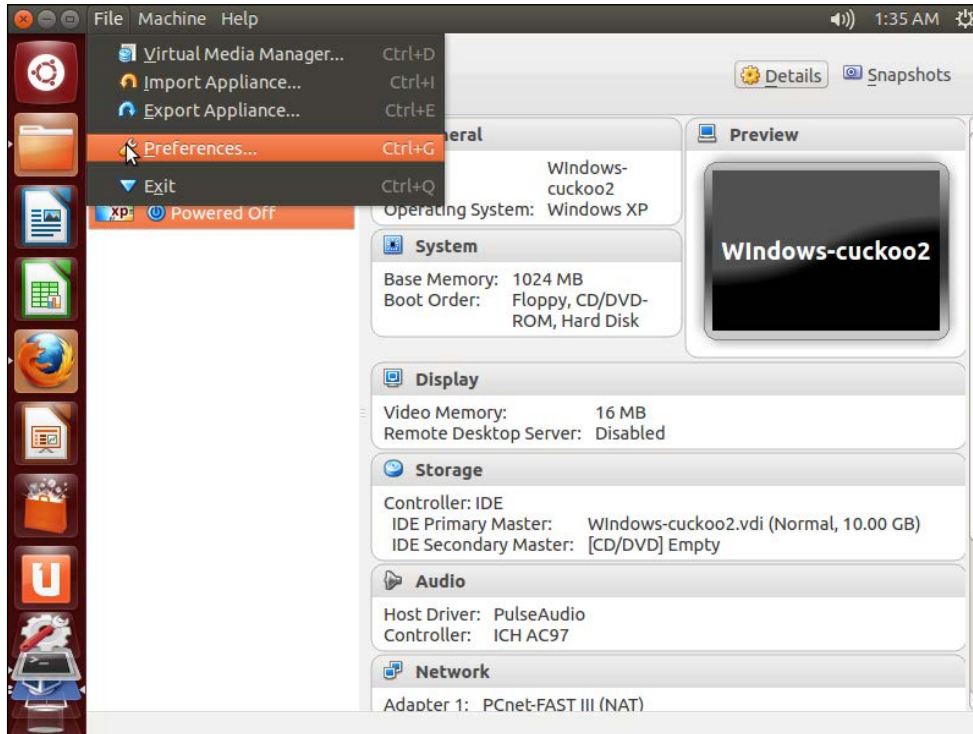 File Machine Help
1:35 AM
Virtual Media Manager... Ctrl+D
Import Appliance... Ctrl+I
Export Appliance... Ctrl+E
Preferences... Ctrl+G
Exit Ctrl+Q
xp Powered Off
Details Snapshots
neral
WIndows-
cuckoo2
Operating System: Windows XP
System
Base Memory: 1024 MB
Boot Order: Floppy, CD/DVD-
ROM, Hard Disk
Preview
WIndows-cuckoo2
Display
Video Memory: 16 MB
Remote Desktop Server: Disabled
Storage
Controller: IDE
IDE Primary Master: WIndows-cuckoo2.vdi (Normal, 10.00 GB)
IDE Secondary Master: [CD/DVD] Empty
Audio
Host Driver: PulseAudio
Controller: ICH AC97
Network
Adapter 1: PCnet-FAST III (NAT)